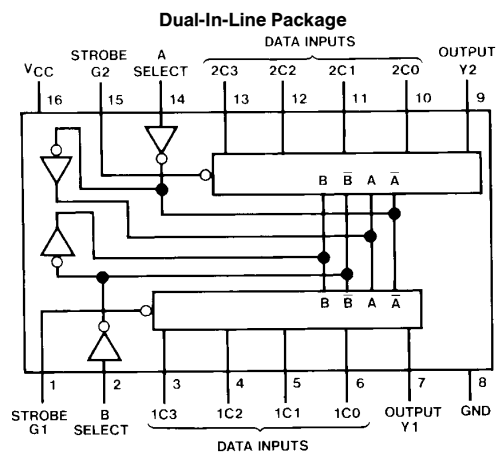 Dual-In-Line Package
DATA INPUTS
STROBE A OUTPUT
VCC G2 SELECT 2C3 2C2 2C1 2C0 Y2
16 15 14 13 12 11 10 9
B B̅ A A̅
B B̅ A A̅
1 2 3 4 5 6 7 8
STROBE B 1C3 1C2 1C1 1C0 OUTPUT GND
G1 SELECT Y1
DATA INPUTS